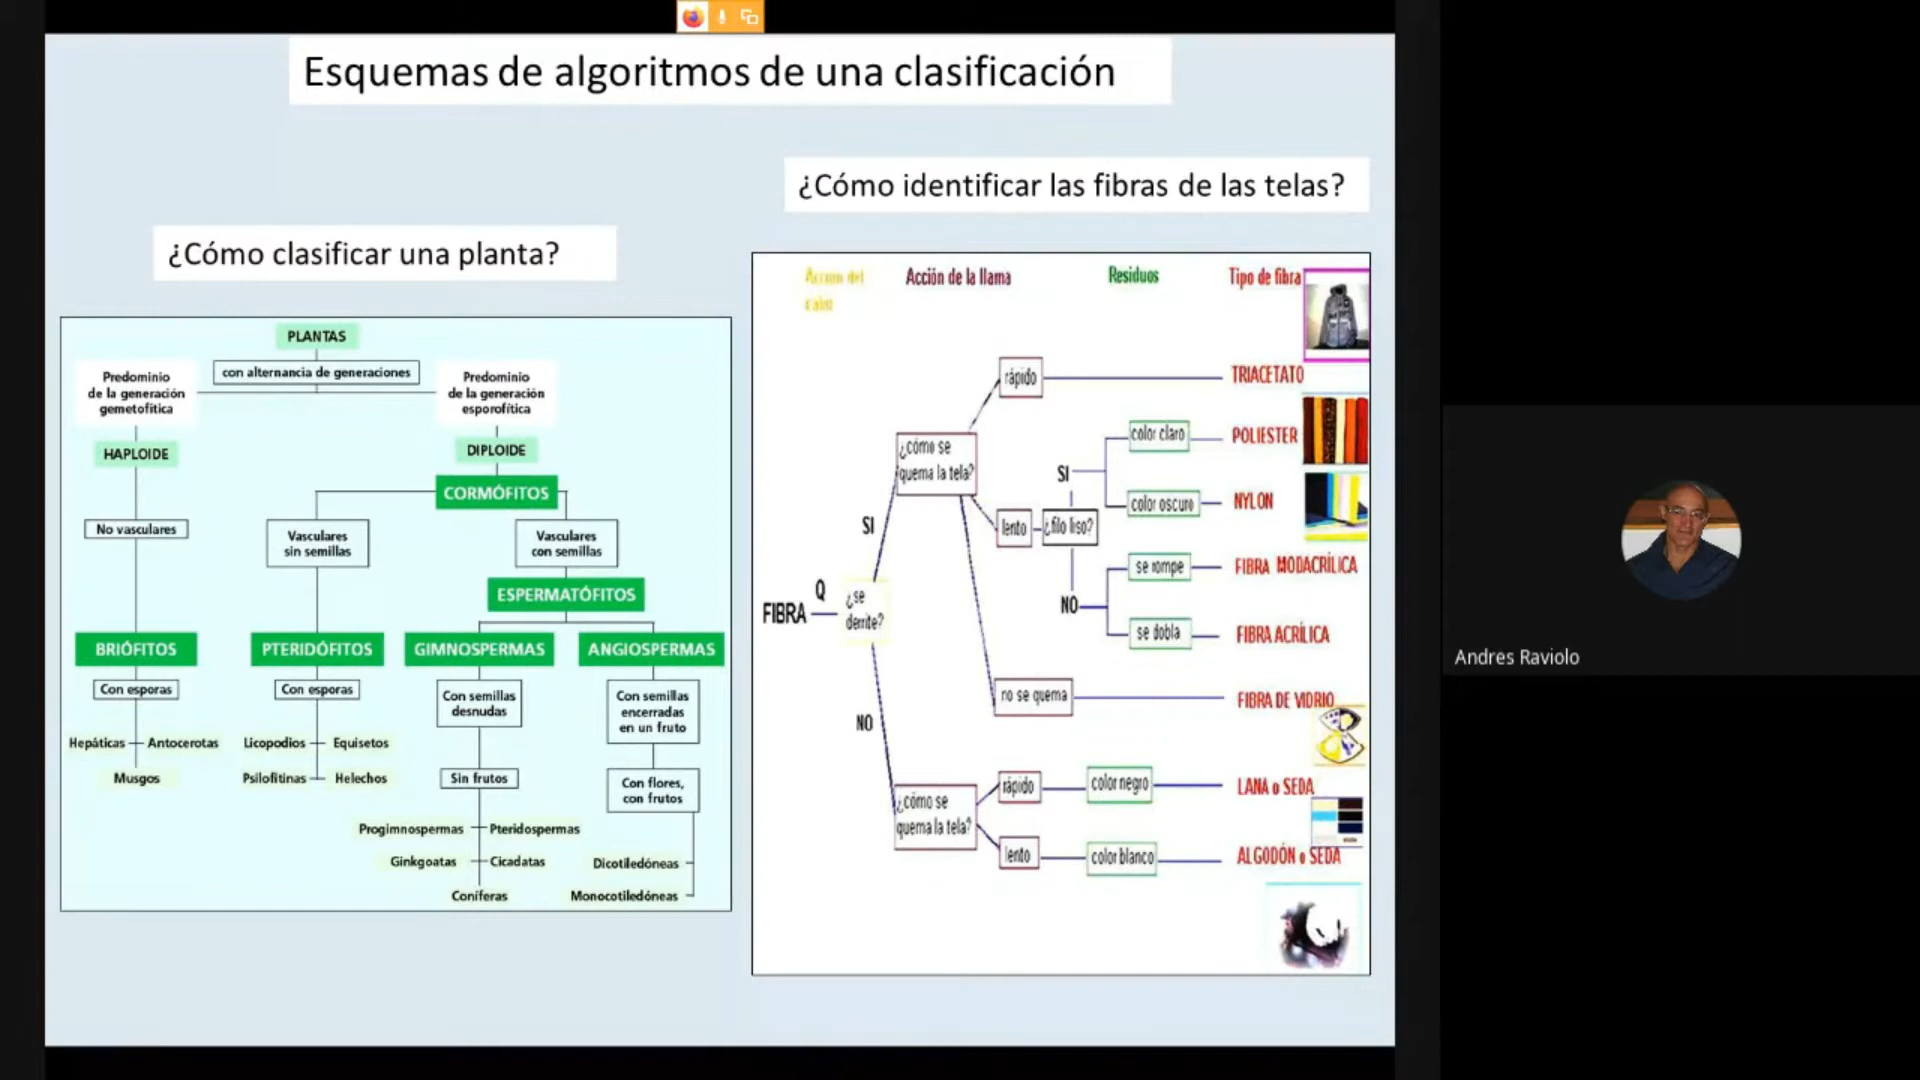 Esquemas de algoritmos de una clasificación
¿Cómo identificar las fibras de las telas?
¿Cómo clasificar una planta?
PLANTAS
con alternancia de generaciones
Predominio
de la generación
gemetofítica
Predominio
de la generación
esporofítica
HAPLOIDE
DIPLOIDE
CORMÓFITOS
No vasculares
Vasculares
sin semillas
Vasculares
con semillas
ESPERMATÓFITOS
BRIÓFITOS
PTERIDÓFITOS
GIMNOSPERMAS
ANGIOSPERMAS
Con esporas
Con esporas
Con semillas
desnudas
Con semillas
encerradas
en un fruto
Hepáticas
Antocerotas
Musgos
Licopodios
Equisetos
Psilofitinas
Helechos
Sin frutos
Con flores,
con frutos
Progimnospermas
Pteridospermas
Ginkgoatas
Cicadatas
Coníferas
Dicotiledóneas
Monocotiledóneas
Acción del
calor
Acción de la llama
Residuos
Tipo de fibra
FIBRA
Q
¿se
derrite?
SI
NO
¿cómo se
quema la tela?
rápido
TRIACETATO
lento
¿filo liso?
SI
color claro
POLIESTER
color oscuro
NYLON
NO
se rompe
FIBRA MODACRÍLICA
se dobla
FIBRA ACRÍLICA
no se quema
FIBRA DE VIDRIO
¿cómo se
quema la tela?
rápido
color negro
LANA o SEDA
lento
color blanco
ALGODÓN o SEDA
Andres Raviolo